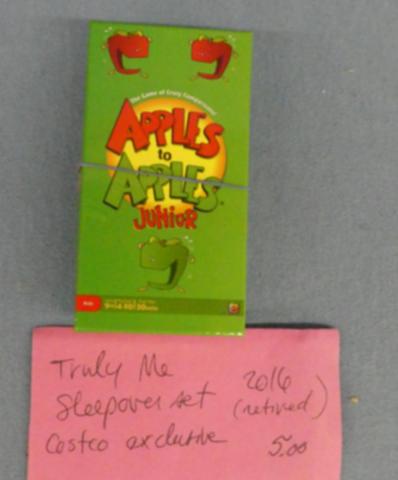 The Game of Crazy Comparisons!
APPLES
to
APPLES
JUNIOR
Truly Me 2016
Sleepover set (retired)
Costco exclusive 5.00